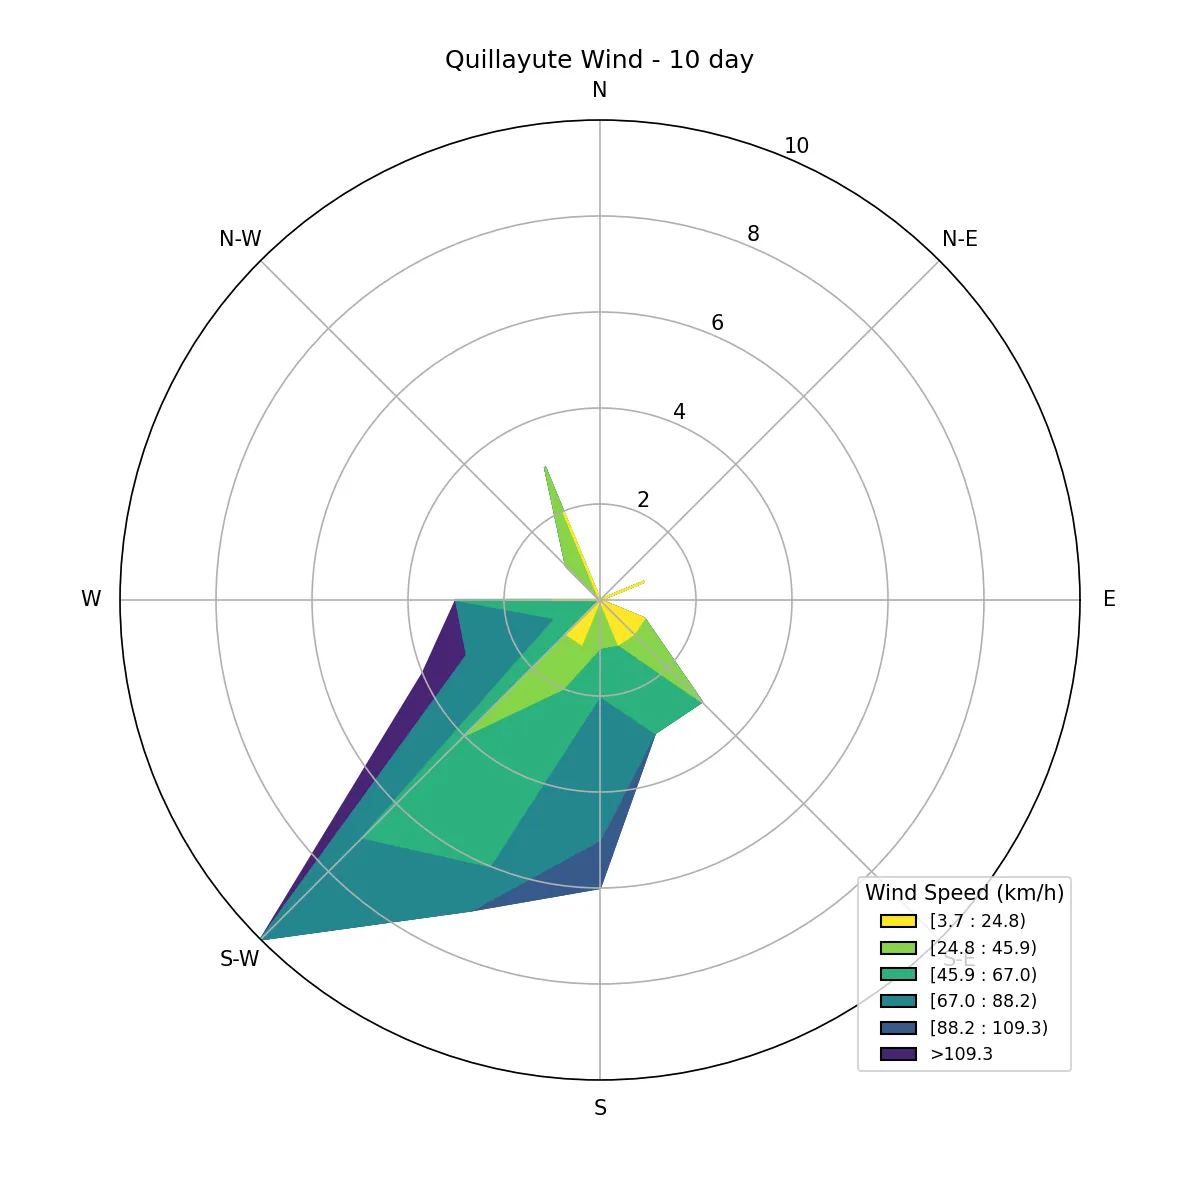 Quillayute Wind - 10 day
N
10
N-W
N-E
8
6
4
2
W
E
Wind Speed (km/h)
[3.7 : 24.8)
[24.8 : 45.9)
S-W
S-E
[45.9 : 67.0)
[67.0 : 88.2)
[88.2 : 109.3)
>109.3
S